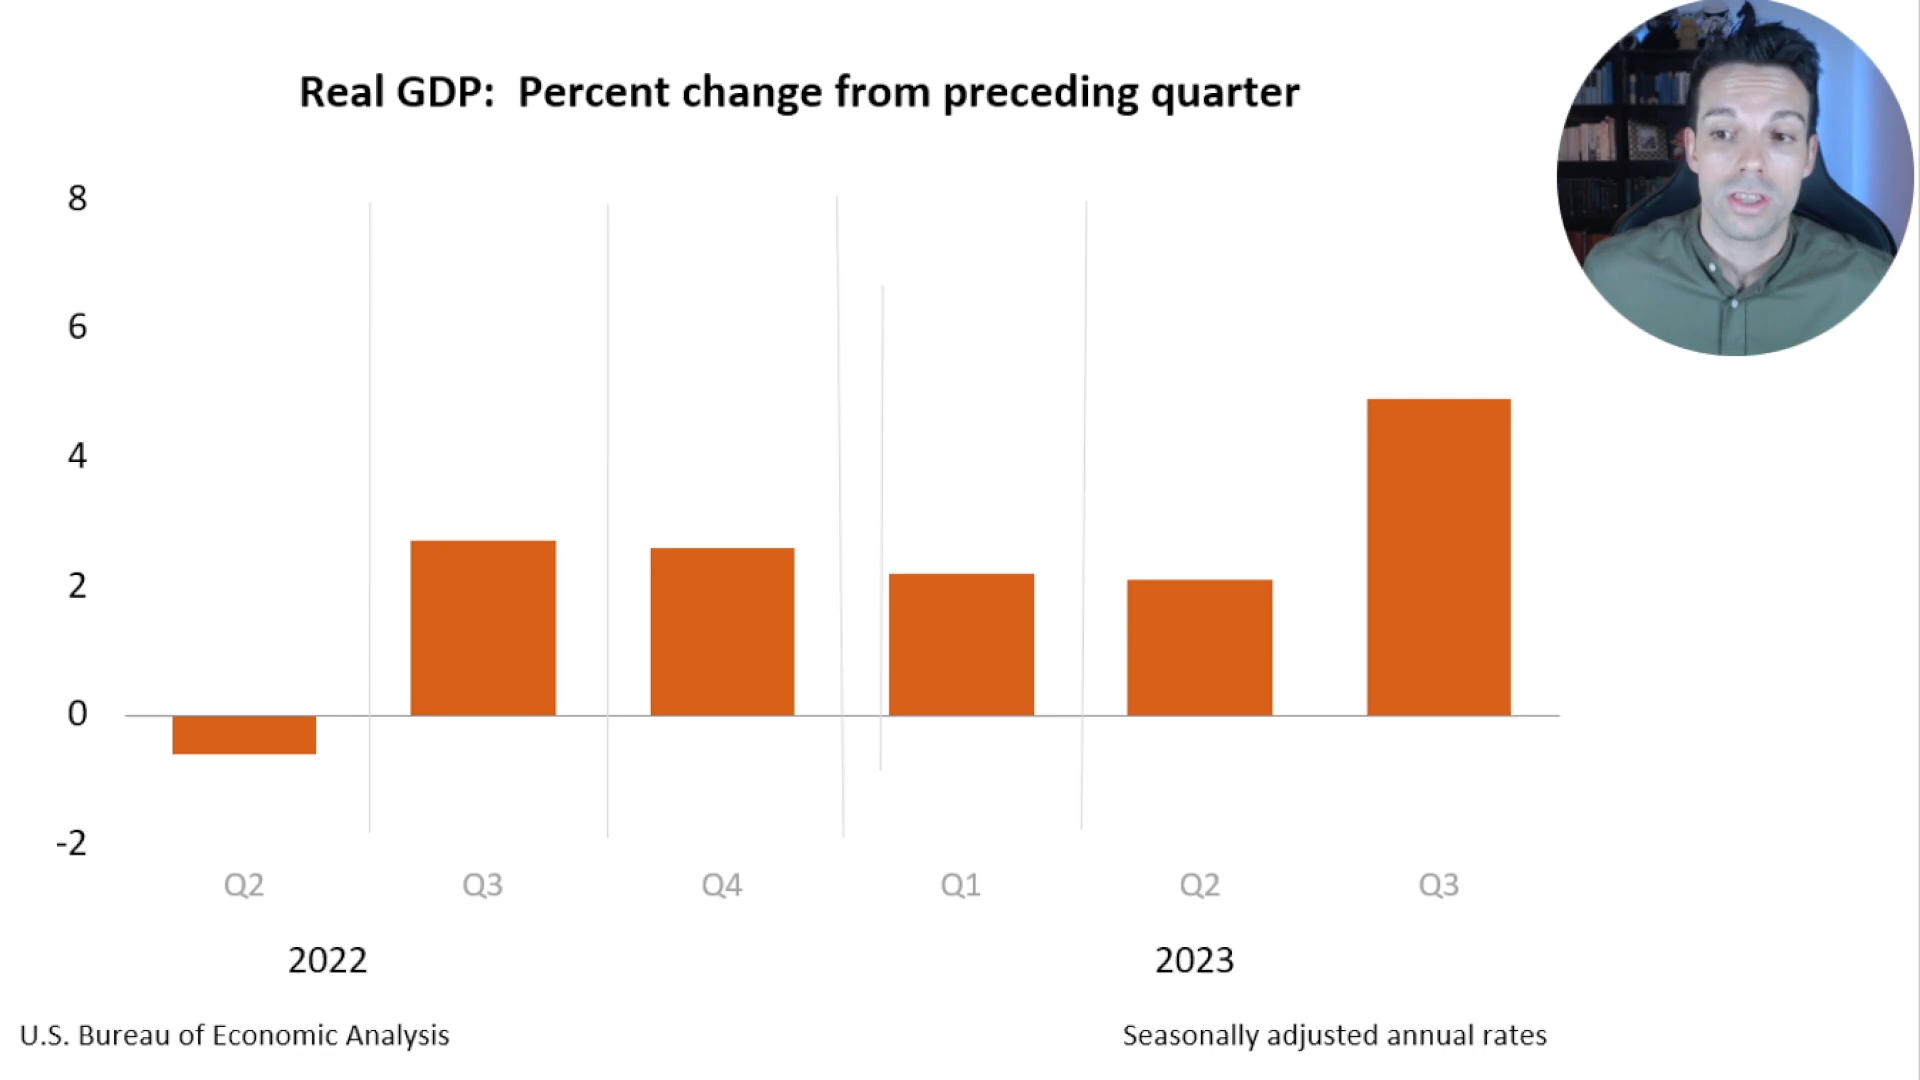 Real GDP:  Percent change from preceding quarter
8
6
4
2
0
-2
Q2 Q3 Q4 Q1 Q2 Q3
2022 2023
U.S. Bureau of Economic Analysis
Seasonally adjusted annual rates